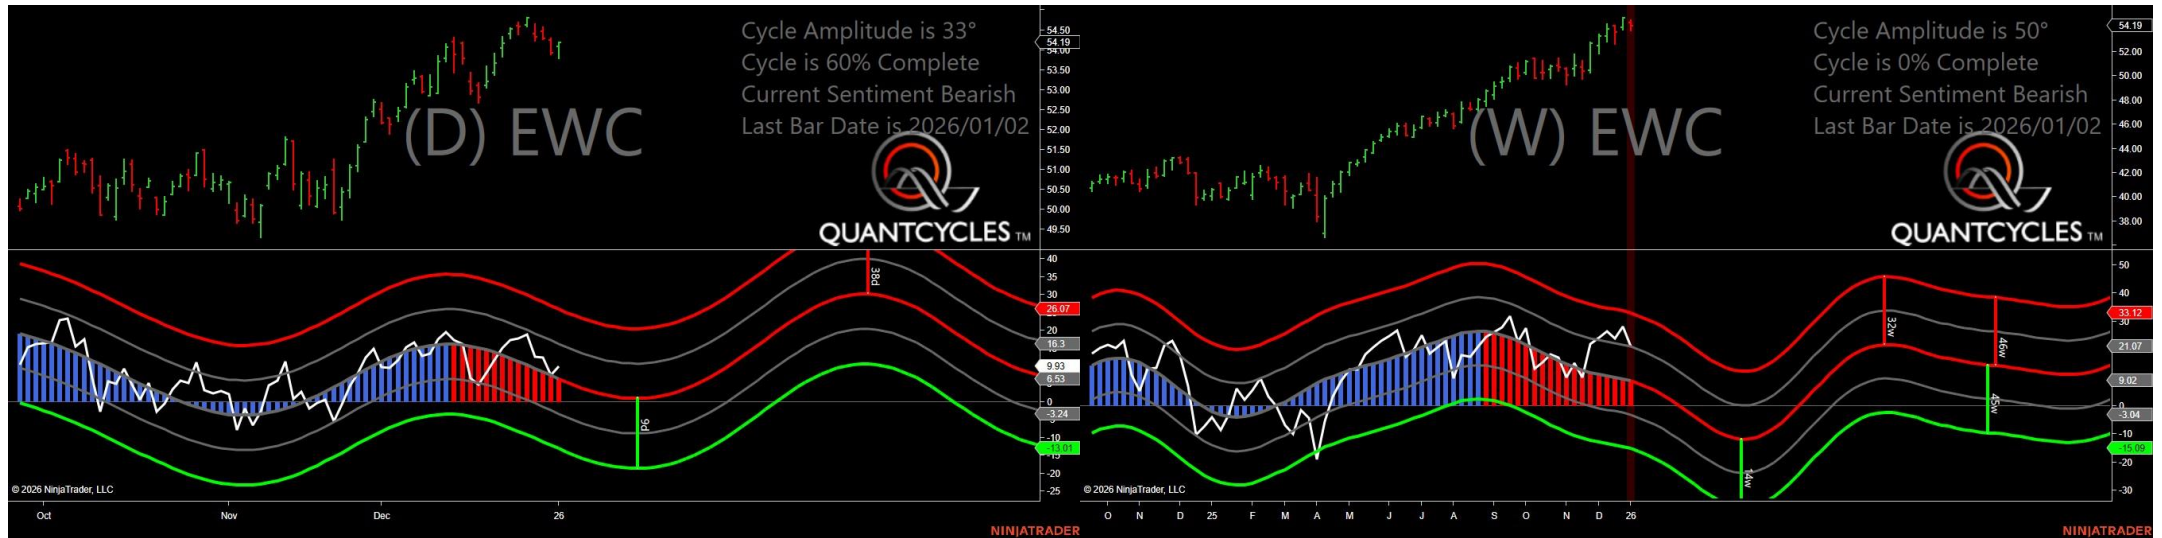 Cycle Amplitude is 33°
Cycle is 60% Complete
Current Sentiment Bearish
Last Bar Date is 2026/01/02
(D) EWC
QUANTCYCLES TM
54.50
54.19
54.00
53.50
53.00
52.50
52.00
51.50
51.00
50.50
50.00
49.50
40
35
30
26.07
20
16.3
9.93
6.53
0
-3.24
-10
-13.01
-20
-25
38d
9d
© 2026 NinjaTrader, LLC
Oct Nov Dec 26
NINJATRADER
Cycle Amplitude is 50°
Cycle is 0% Complete
Current Sentiment Bearish
Last Bar Date is 2026/01/02
(W) EWC
QUANTCYCLES TM
54.19
52.00
50.00
48.00
46.00
44.00
42.00
40.00
38.00
50
40
33.12
30
21.07
9.02
0
-3.04
-10
-15.09
-20
-30
32w
46w
45w
14w
© 2026 NinjaTrader, LLC
O N D 25 F M A M J J A S O N D 26
NINJATRADER